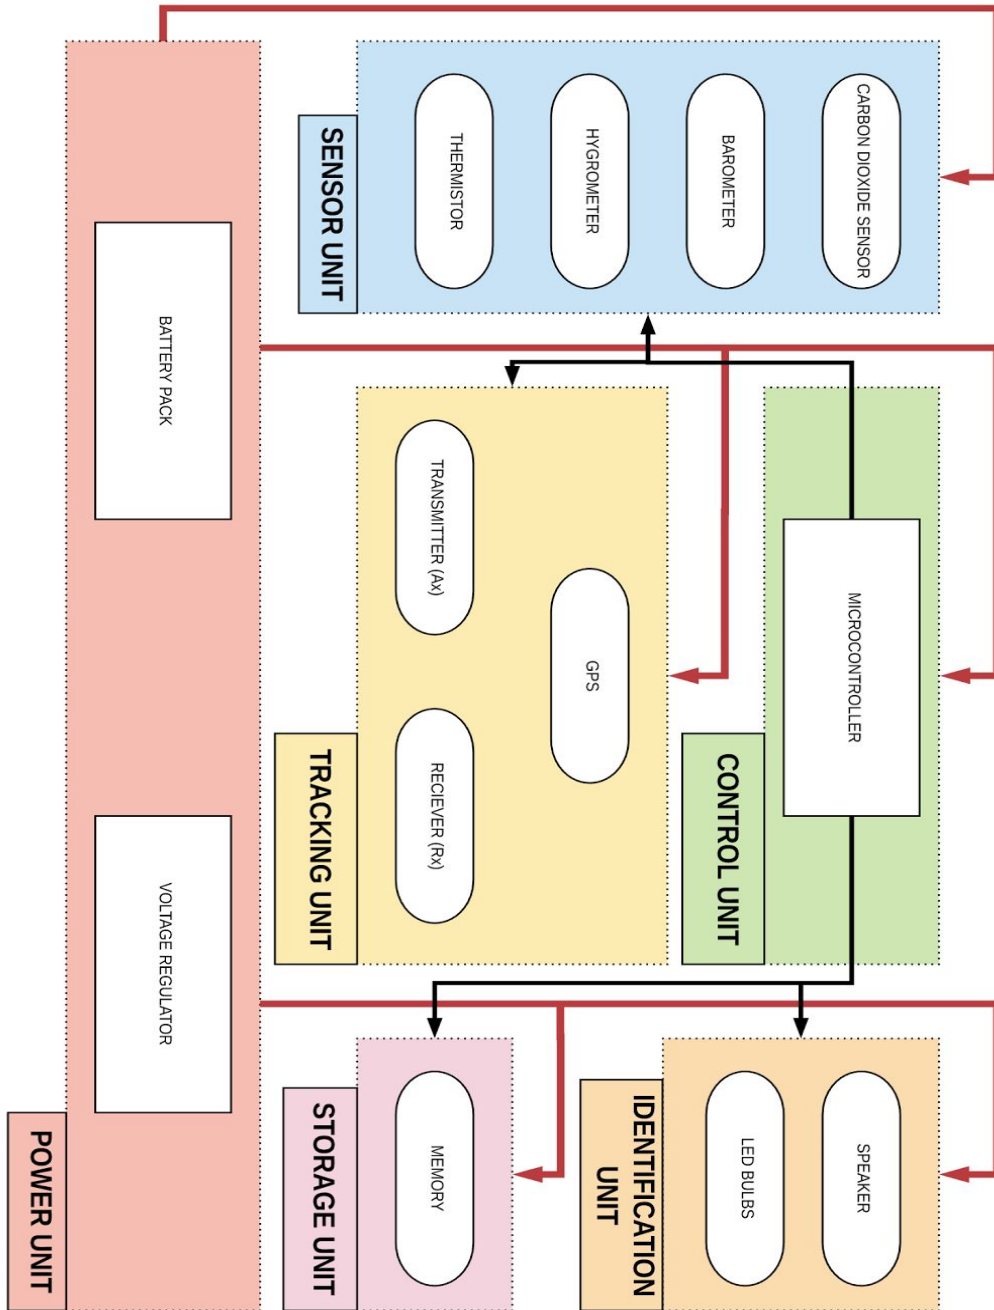 CARBON DIOXIDE SENSOR
BAROMETER
HYGROMETER
THERMISTOR
SENSOR UNIT
MICROCONTROLLER
CONTROL UNIT
GPS
TRANSMITTER (Ax)
RECIEVER (Rx)
TRACKING UNIT
SPEAKER
LED BULBS
IDENTIFICATION
UNIT
MEMORY
STORAGE UNIT
BATTERY PACK
VOLTAGE REGULATOR
POWER UNIT